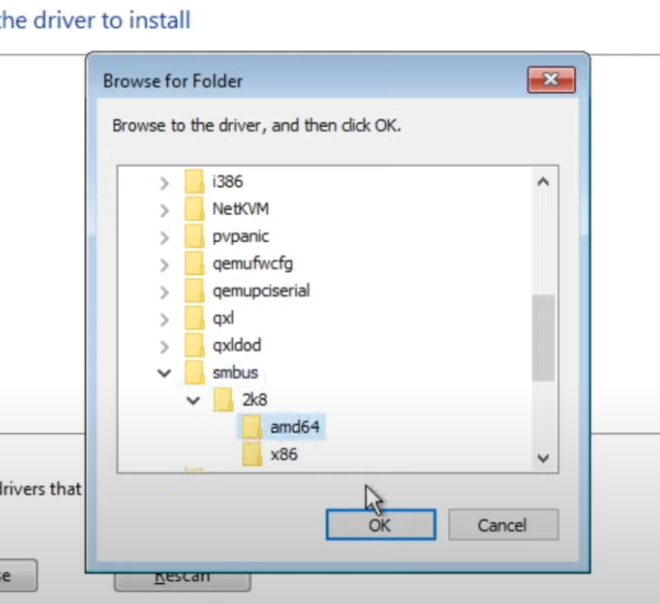 the driver to install
Browse for Folder
Browse to the driver, and then click OK.
i386
NetKVM
pvpanic
qemufwcfg
qemupciserial
qxl
qxldod
smbus
2k8
amd64
x86
drivers that
OK
Cancel
se
Rescan